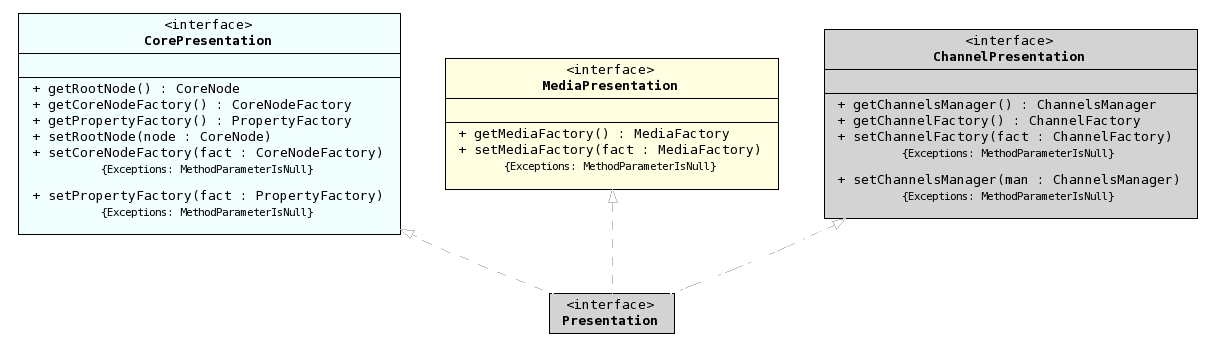 <interface>
CorePresentation
+ getRootNode() : CoreNode
+ getCoreNodeFactory() : CoreNodeFactory
+ getPropertyFactory() : PropertyFactory
+ setRootNode(node : CoreNode)
+ setCoreNodeFactory(fact : CoreNodeFactory)
{Exceptions: MethodParameterIsNull}
+ setPropertyFactory(fact : PropertyFactory)
{Exceptions: MethodParameterIsNull}
<interface>
MediaPresentation
+ getMediaFactory() : MediaFactory
+ setMediaFactory(fact : MediaFactory)
{Exceptions: MethodParameterIsNull}
<interface>
ChannelPresentation
+ getChannelsManager() : ChannelsManager
+ getChannelFactory() : ChannelFactory
+ setChannelFactory(fact : ChannelFactory)
{Exceptions: MethodParameterIsNull}
+ setChannelsManager(man : ChannelsManager)
{Exceptions: MethodParameterIsNull}
<interface>
Presentation